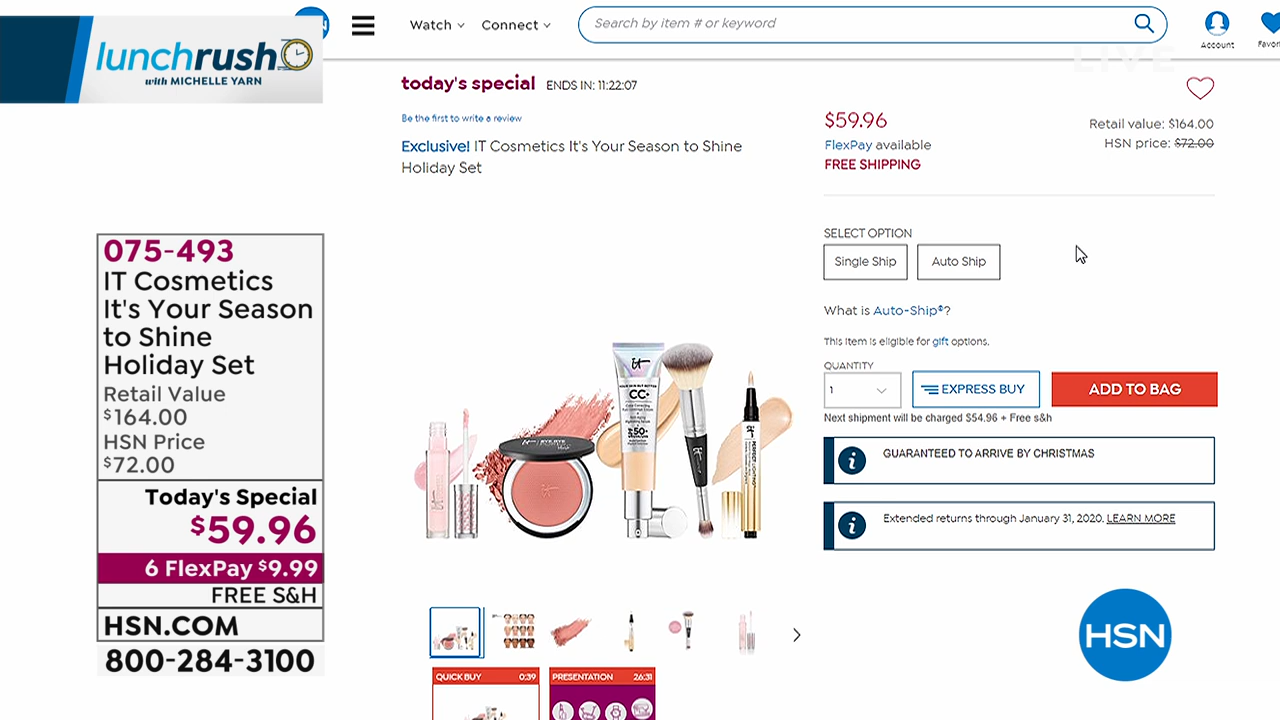 lunchrush
with MICHELLE YARN
Watch
Connect
Search by item # or keyword
Account
LIVE
today's special ENDS IN: 11:22:07
Be the first to write a review
Exclusive! IT Cosmetics It's Your Season to Shine
Holiday Set
$59.96
Retail value: $164.00
FlexPay available
HSN price: $72.00
FREE SHIPPING
SELECT OPTION
Single Ship
Auto Ship
What is Auto-Ship®?
This item is eligible for gift options.
QUANTITY
1
EXPRESS BUY
ADD TO BAG
Next shipment will be charged $54.96 + Free s&h
GUARANTEED TO ARRIVE BY CHRISTMAS
Extended returns through January 31, 2020. LEARN MORE
075-493
IT Cosmetics
It's Your Season
to Shine
Holiday Set
Retail Value
$164.00
HSN Price
$72.00
Today's Special
$59.96
6 FlexPay $9.99
FREE S&H
HSN.COM
800-284-3100
CC+
SPF 50+
HSN
QUICK BUY 0:39
PRESENTATION 26:31